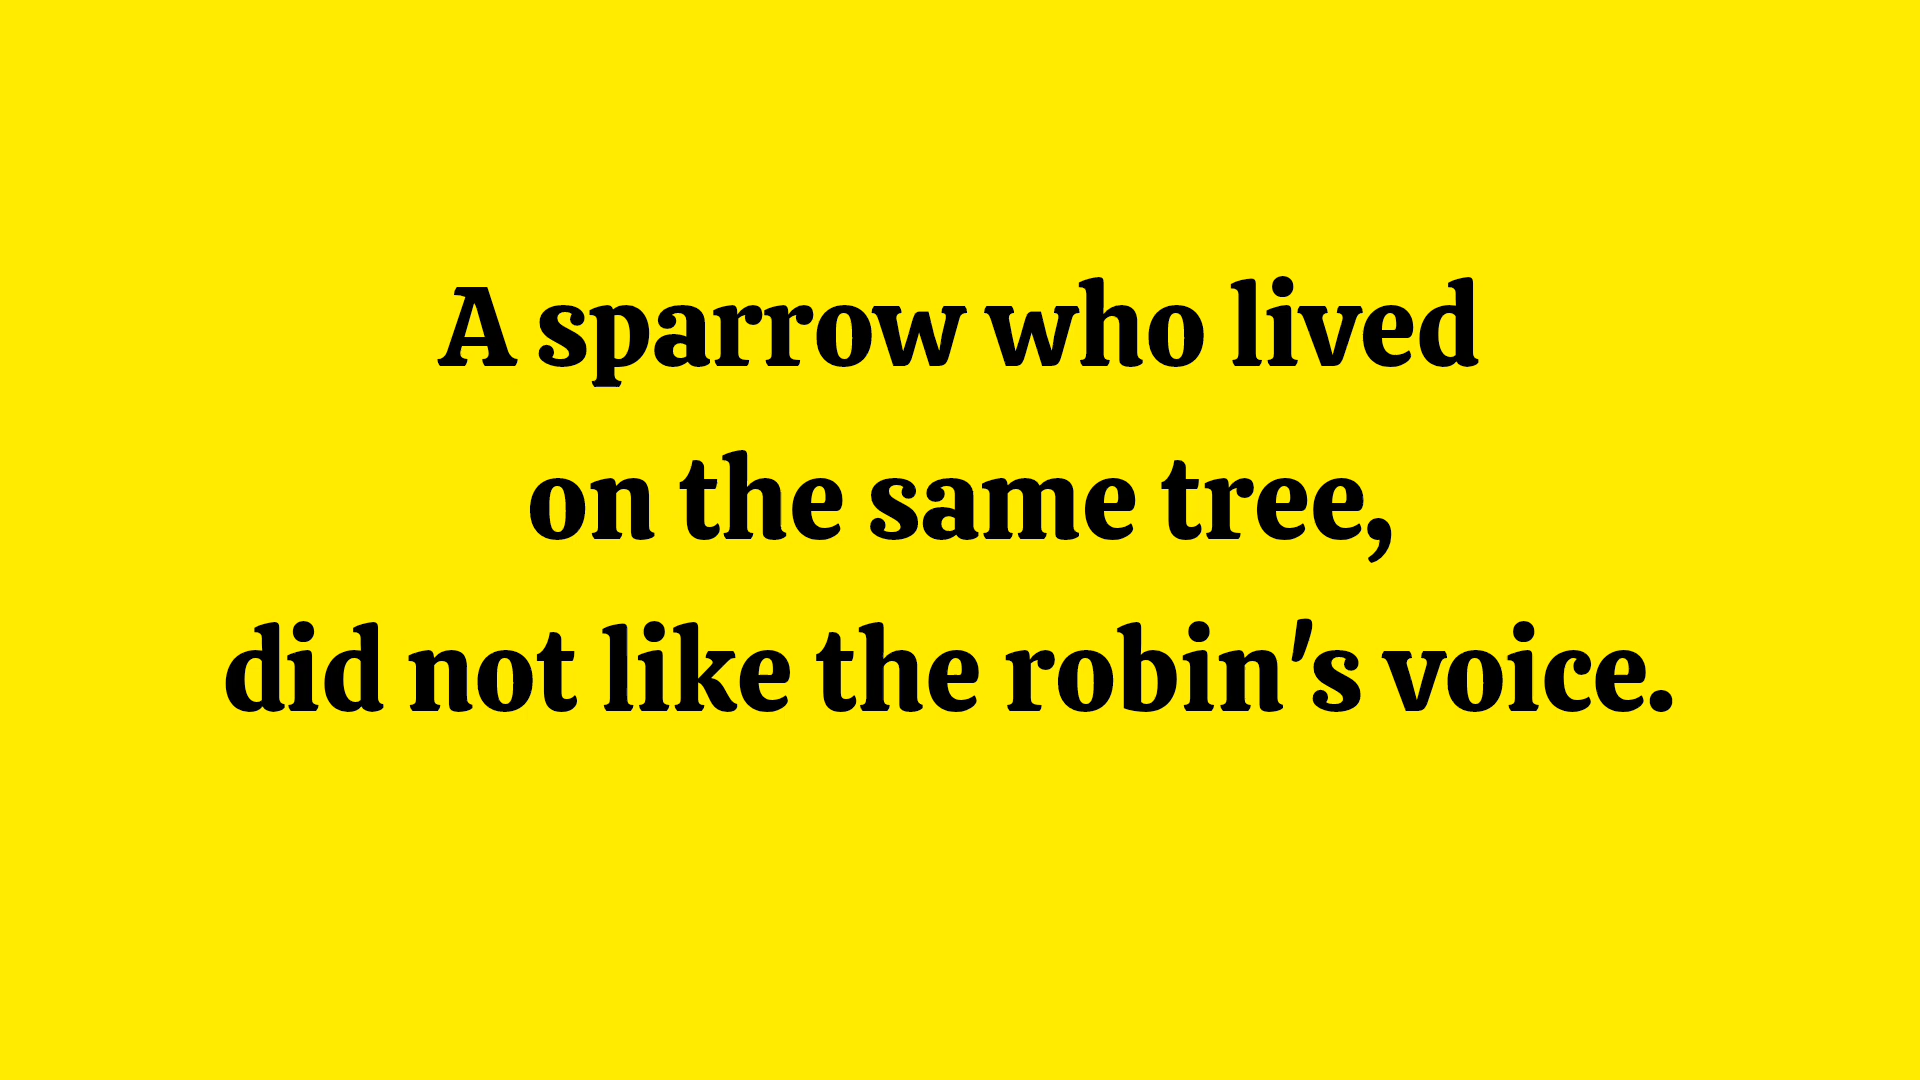 A sparrow who lived
on the same tree,
did not like the robin's voice.